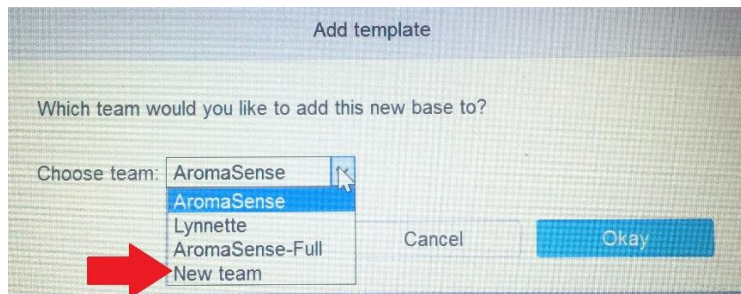 Add template
Which team would you like to add this new base to?
Choose team: AromaSense
AromaSense
Lynnette
AromaSense-Full
New team
Cancel
Okay